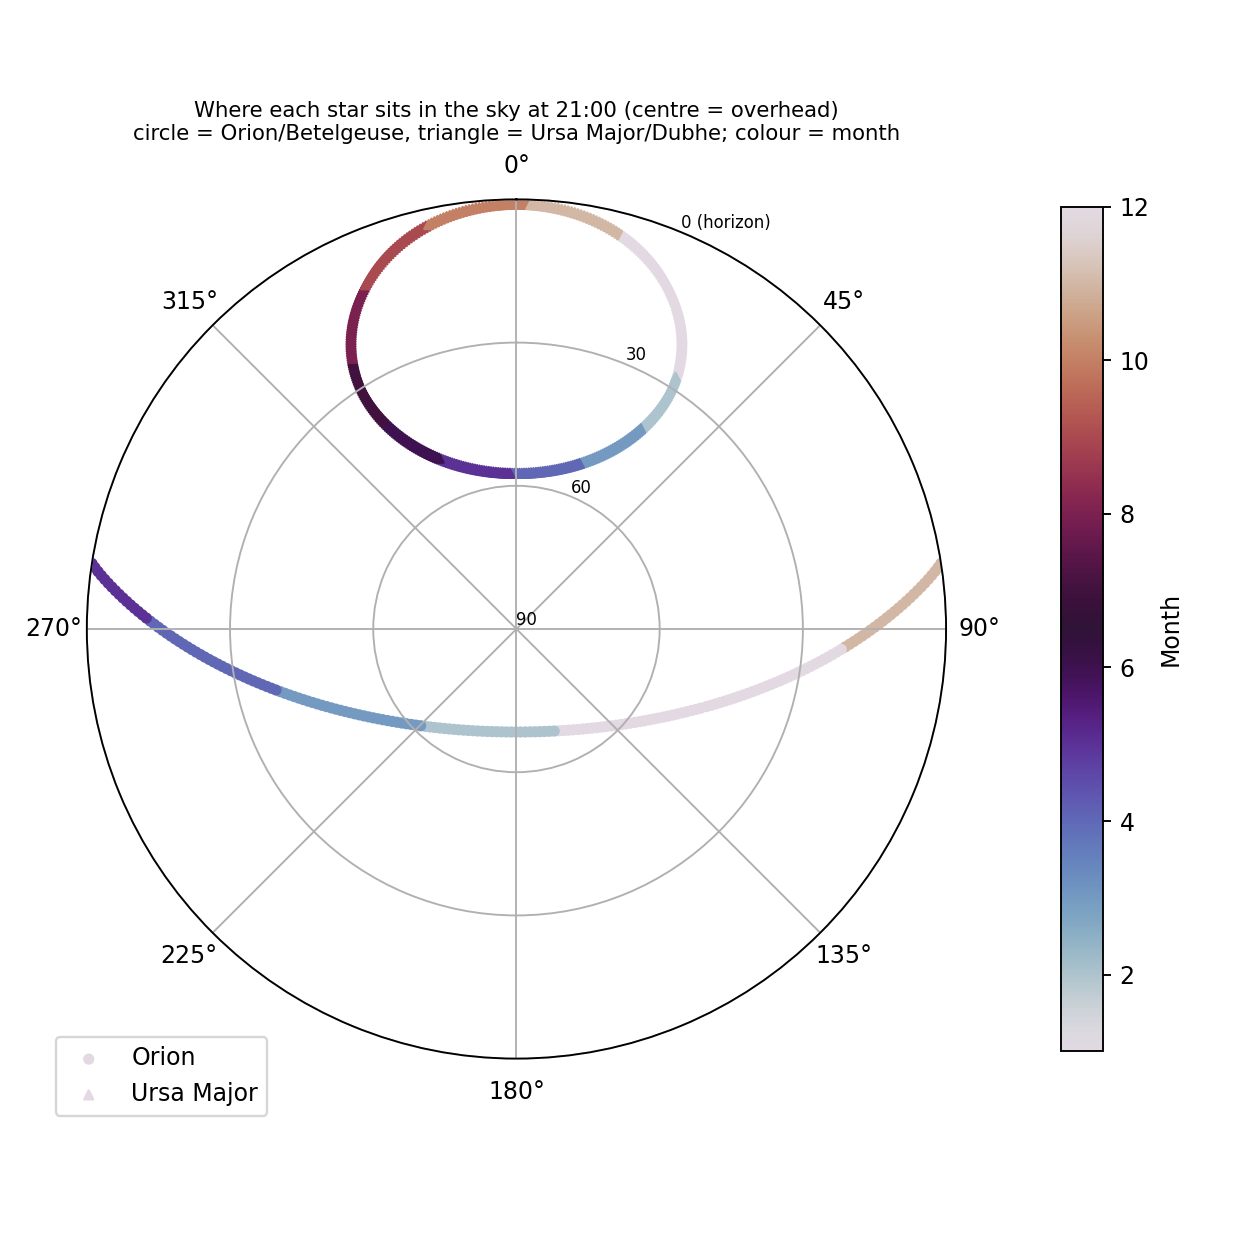 Where each star sits in the sky at 21:00 (centre = overhead)
circle = Orion/Betelgeuse, triangle = Ursa Major/Dubhe; colour = month
0°
0 (horizon)
12
315°
45°
30
10
60
8
90
270°
90°
Month
6
4
225°
135°
2
Orion
Ursa Major
180°